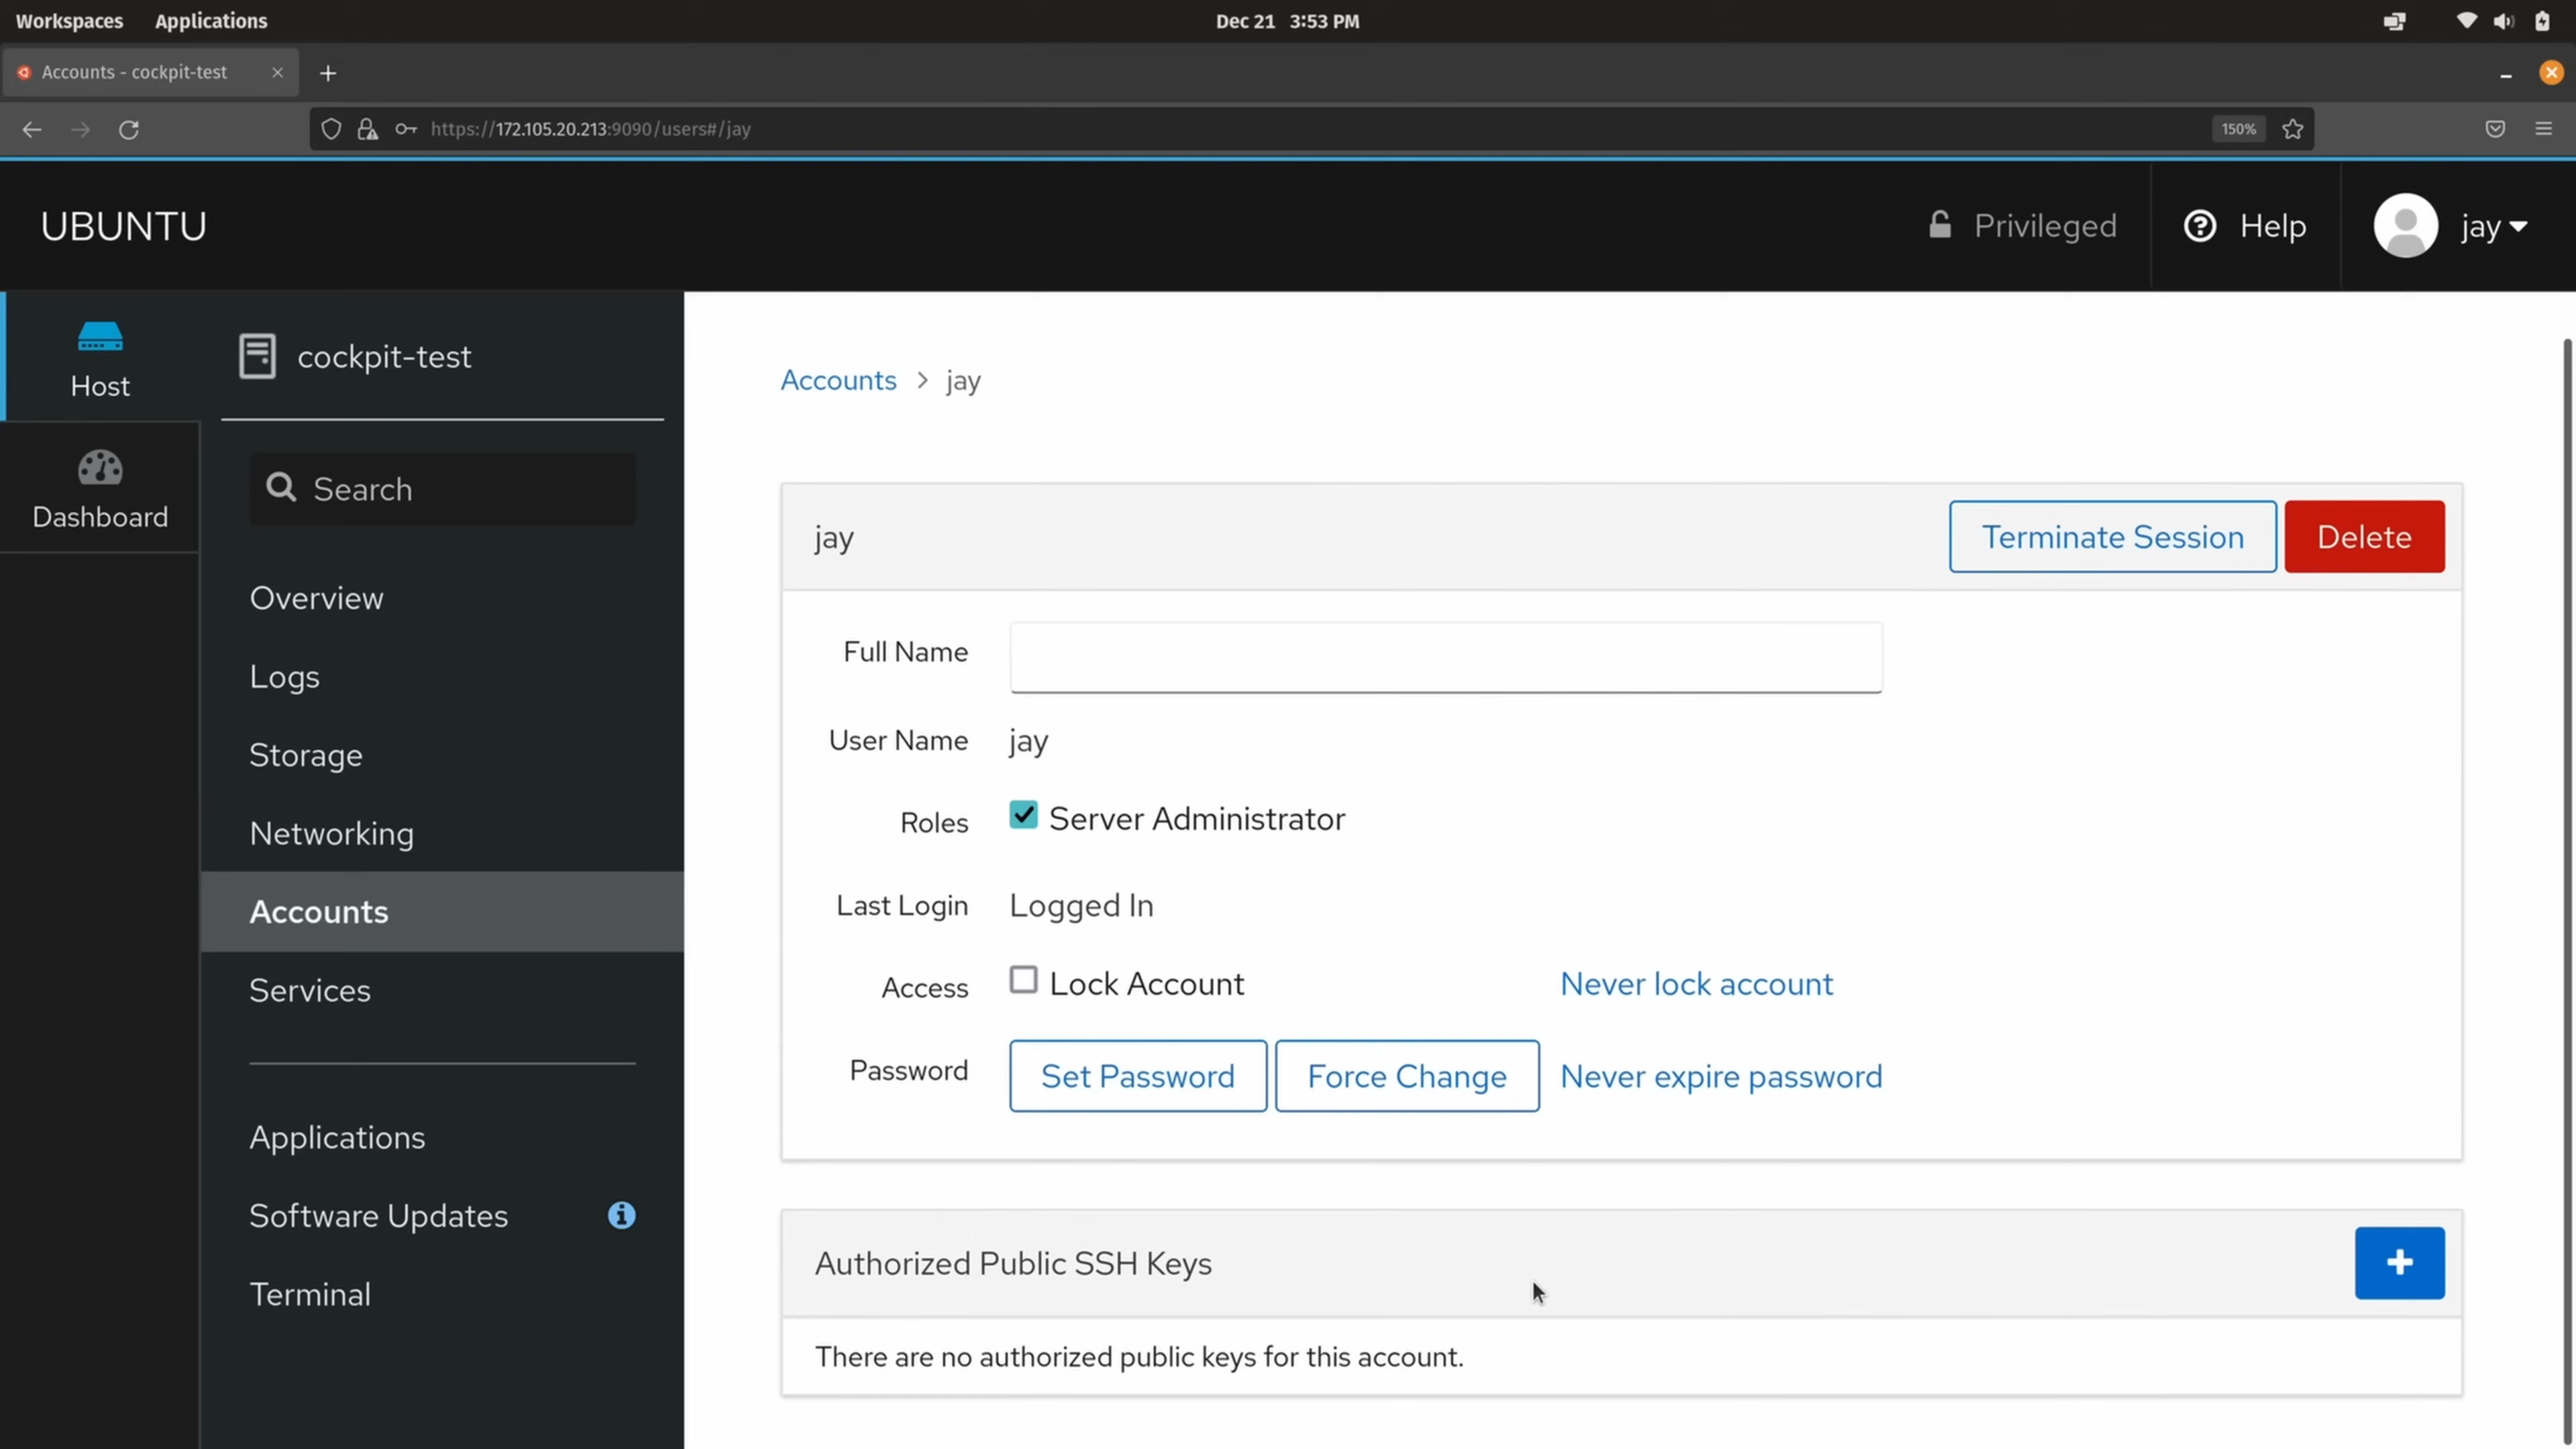 Workspaces Applications Dec 21 3:53 PM
Accounts - cockpit-test
https://172.105.20.213:9090/users#/jay 150%
UBUNTU Privileged Help jay
Host
Dashboard
cockpit-test
Search
Overview
Logs
Storage
Networking
Accounts
Services
Applications
Software Updates
Terminal
Accounts > jay
jay Terminate Session Delete
Full Name
User Name jay
Roles Server Administrator
Last Login Logged In
Access Lock Account Never lock account
Password Set Password Force Change Never expire password
Authorized Public SSH Keys
There are no authorized public keys for this account.